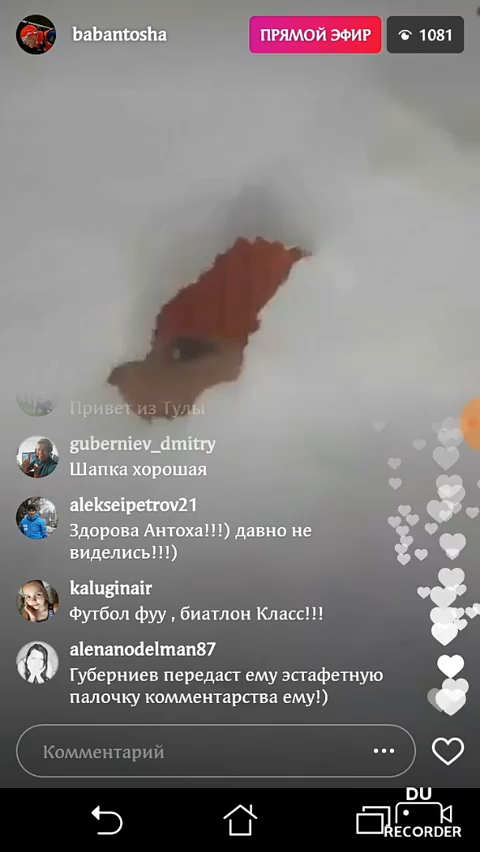 babantosha
ПРЯМОЙ ЭФИР
1081
Привет из Тулы
guberniev_dmitry
Шапка хорошая
alekseipetrov21
Здорова Антоха!!!) давно не
виделись!!!)
kaluginair
Футбол фуу , биатлон Класс!!!
alenanodelman87
Губерниев передаст ему эстафетную
палочку комментарства ему!)
Комментарий
DU
RECORDER